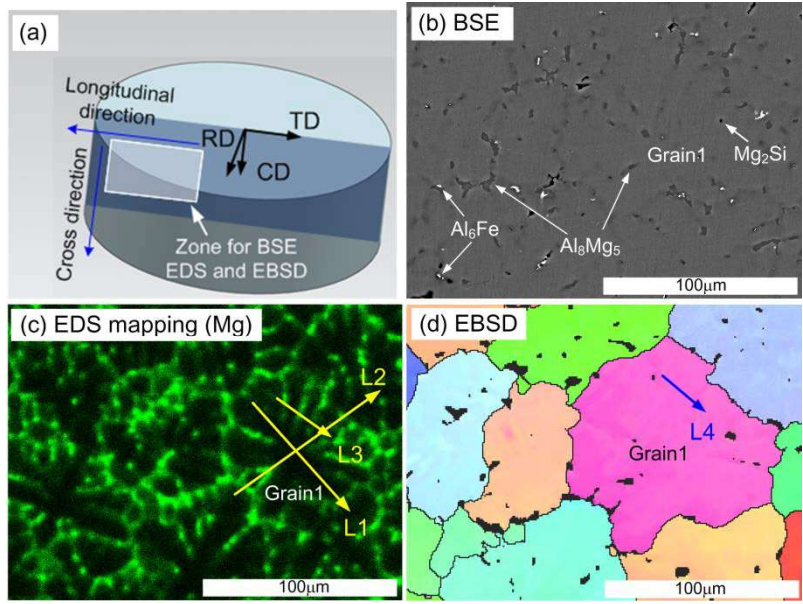 (a)
Longitudinal
direction
TD
RD
CD
Cross direction
Zone for BSE
EDS and EBSD
(b) BSE
Grain1
Mg₂Si
Al₆Fe
Al₈Mg₅
100μm
(c) EDS mapping (Mg)
L2
L3
Grain1
L1
100μm
(d) EBSD
L4
Grain1
100μm